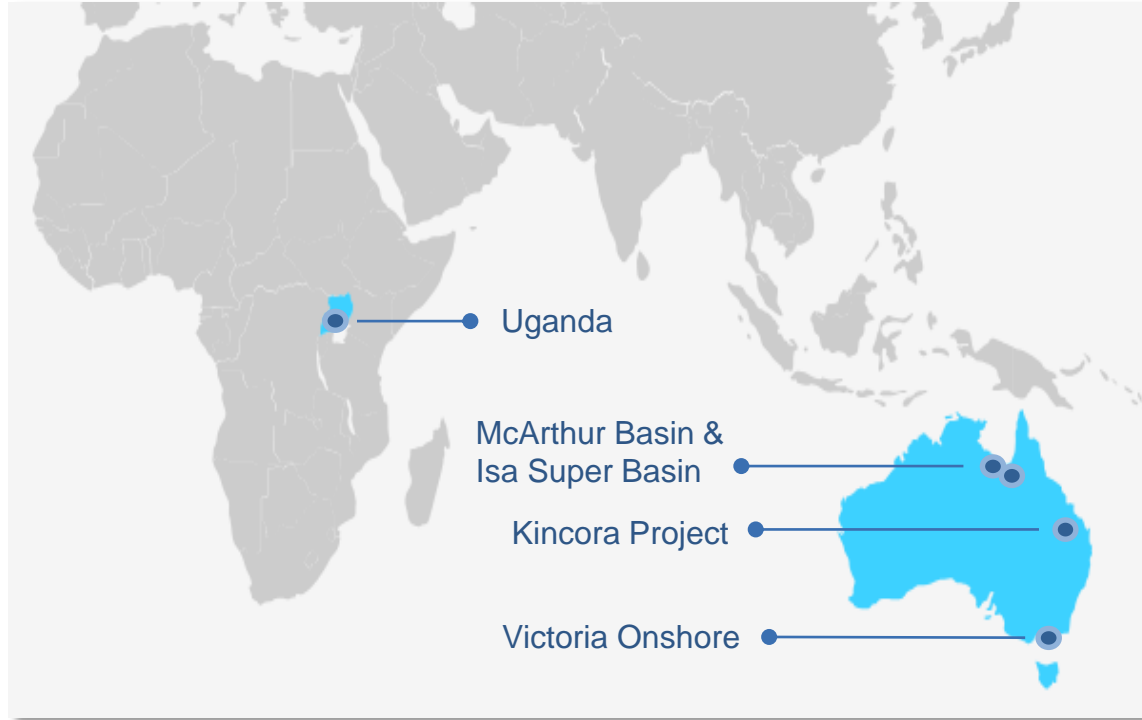 Uganda
McArthur Basin &
Isa Super Basin
Kincora Project
Victoria Onshore